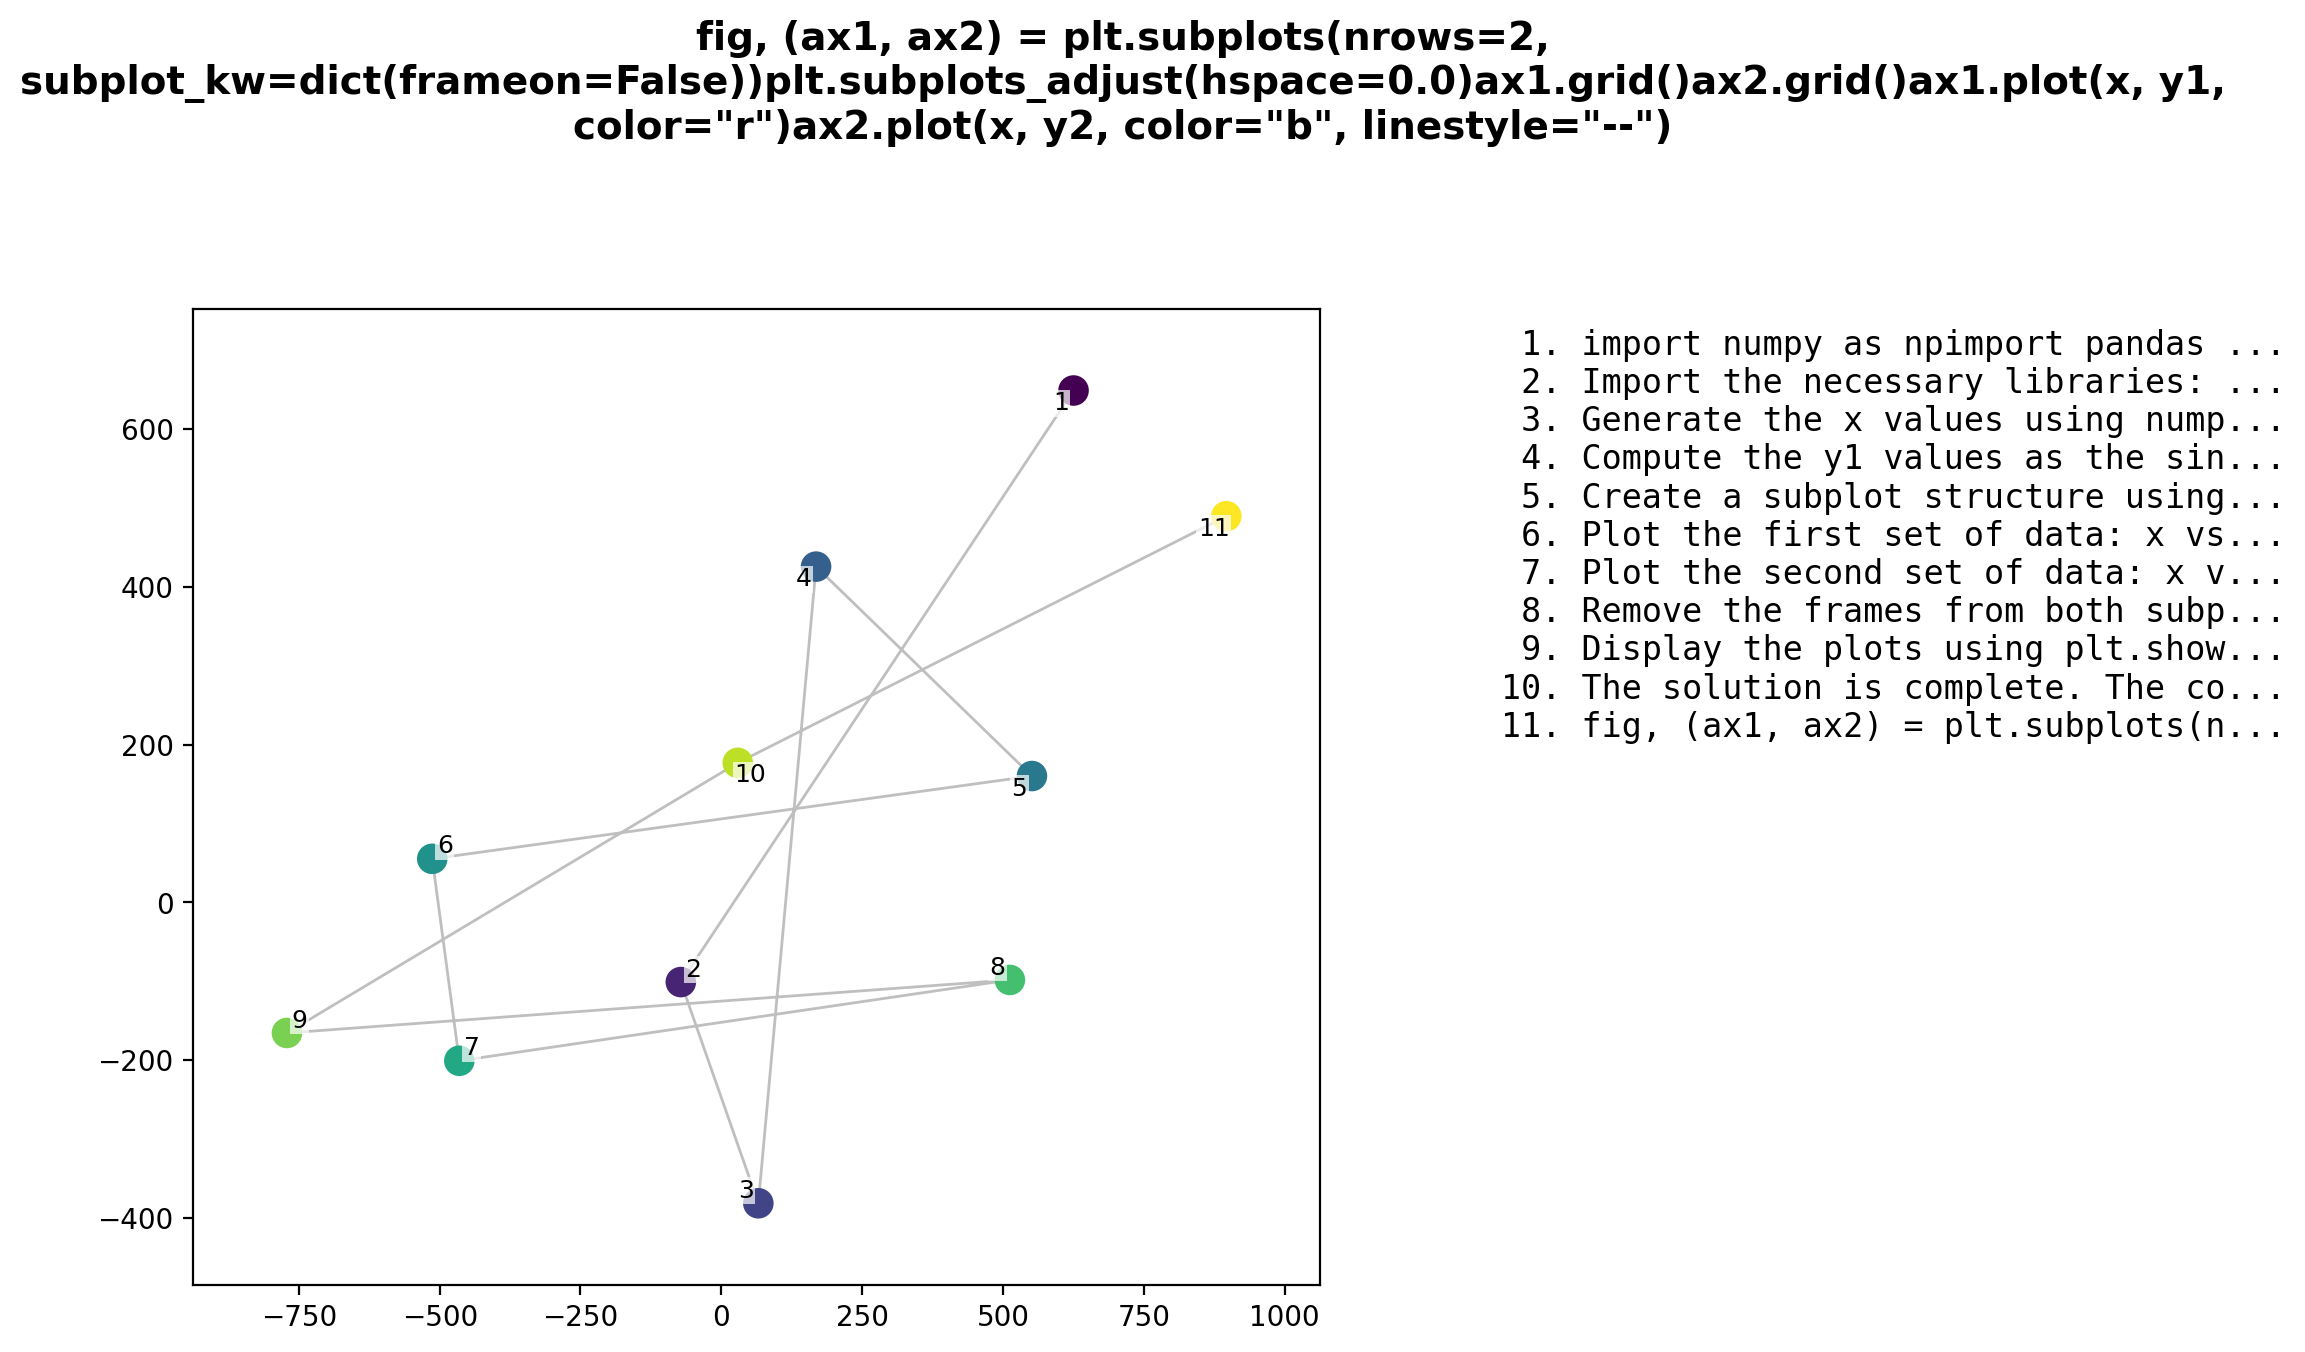 fig, (ax1, ax2) = plt.subplots(nrows=2,
subplot_kw=dict(frameon=False))plt.subplots_adjust(hspace=0.0)ax1.grid()ax2.grid()ax1.plot(x, y1,
color="r")ax2.plot(x, y2, color="b", linestyle="--")
600
400
200
0
−200
−400
−750
−500
−250
0
250
500
750
1000
1
11
4
10
5
6
2
8
9
7
3
1. import numpy as npimport pandas ...
2. Import the necessary libraries: ...
3. Generate the x values using nump...
4. Compute the y1 values as the sin...
5. Create a subplot structure using...
6. Plot the first set of data: x vs...
7. Plot the second set of data: x v...
8. Remove the frames from both subp...
9. Display the plots using plt.show...
10. The solution is complete. The co...
11. fig, (ax1, ax2) = plt.subplots(n...